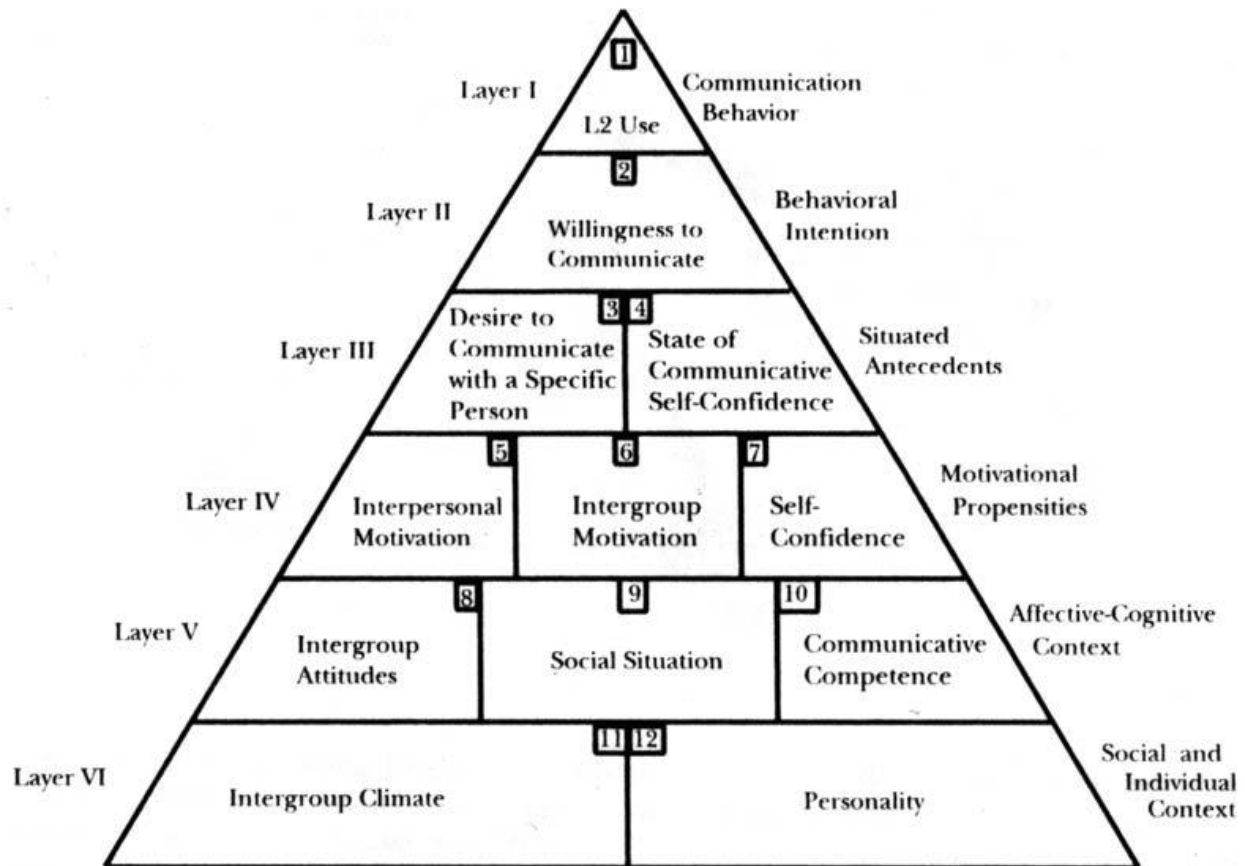 1
Layer I
Communication
Behavior
L2 Use
2
Layer II
Behavioral
Intention
Willingness to
Communicate
3 4
Layer III
Desire to
Communicate
with a Specific
Person
State of
Communicative
Self-Confidence
Situated
Antecedents
5 6 7
Layer IV
Interpersonal
Motivation
Intergroup
Motivation
Self-
Confidence
Motivational
Propensities
8 9 10
Layer V
Intergroup
Attitudes
Social Situation
Communicative
Competence
Affective-Cognitive
Context
11 12
Layer VI
Intergroup Climate
Personality
Social and
Individual
Context